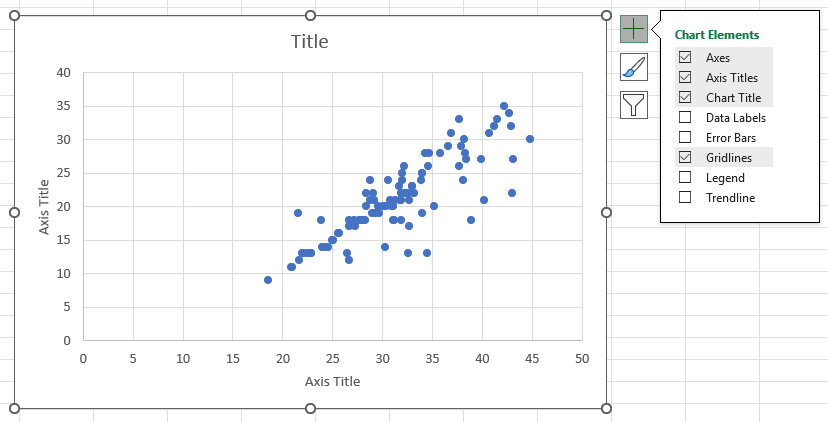 Title
40
35
30
25
20
15
10
5
0
Axis Title
0 5 10 15 20 25 30 35 40 45 50
Axis Title
Chart Elements
Axes
Axis Titles
Chart Title
Data Labels
Error Bars
Gridlines
Legend
Trendline